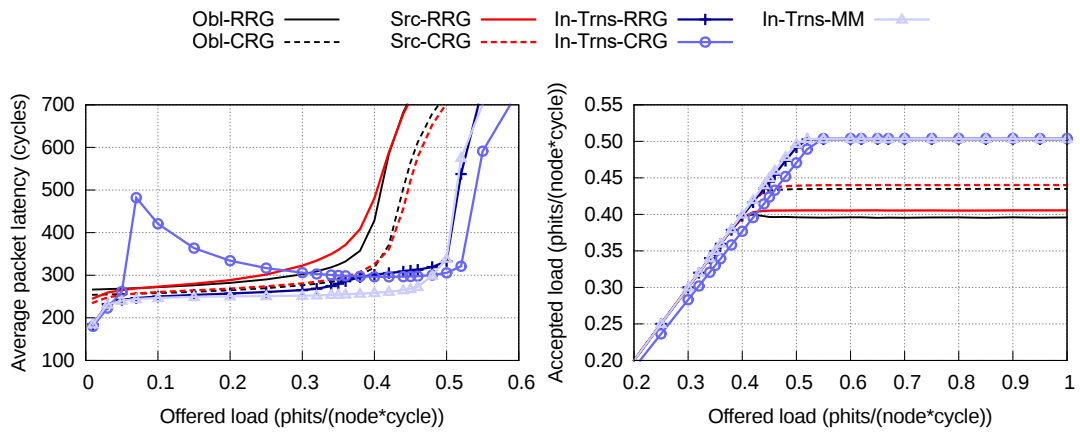 Obl-RRG Src-RRG In-Trns-RRG In-Trns-MM
Obl-CRG Src-CRG In-Trns-CRG
Average packet latency (cycles)
700
600
500
400
300
200
100
0 0.1 0.2 0.3 0.4 0.5 0.6
Offered load (phits/(node*cycle))
Accepted load (phits/(node*cycle))
0.55
0.50
0.45
0.40
0.35
0.30
0.25
0.20
0.2 0.3 0.4 0.5 0.6 0.7 0.8 0.9 1
Offered load (phits/(node*cycle))